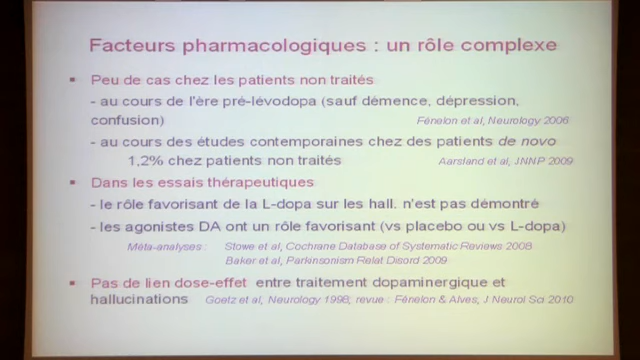 Facteurs pharmacologiques : un rôle complexe
▪ Peu de cas chez les patients non traités
- au cours de l'ère pré-lévodopa (sauf démence, dépression,
confusion) Fénelon et al, Neurology 2006
- au cours des études contemporaines chez des patients de novo
1,2% chez patients non traités Aarsland et al, JNNP 2009
▪ Dans les essais thérapeutiques
- le rôle favorisant de la L-dopa sur les hall. n'est pas démontré
- les agonistes DA ont un rôle favorisant (vs placebo ou vs L-dopa)
Méta-analyses : Stowe et al, Cochrane Database of Systematic Reviews 2008
Baker et al, Parkinsonism Relat Disord 2009
▪ Pas de lien dose-effet entre traitement dopaminergique et
hallucinations Goetz et al, Neurology 1998; revue : Fénelon & Alves, J Neurol Sci 2010